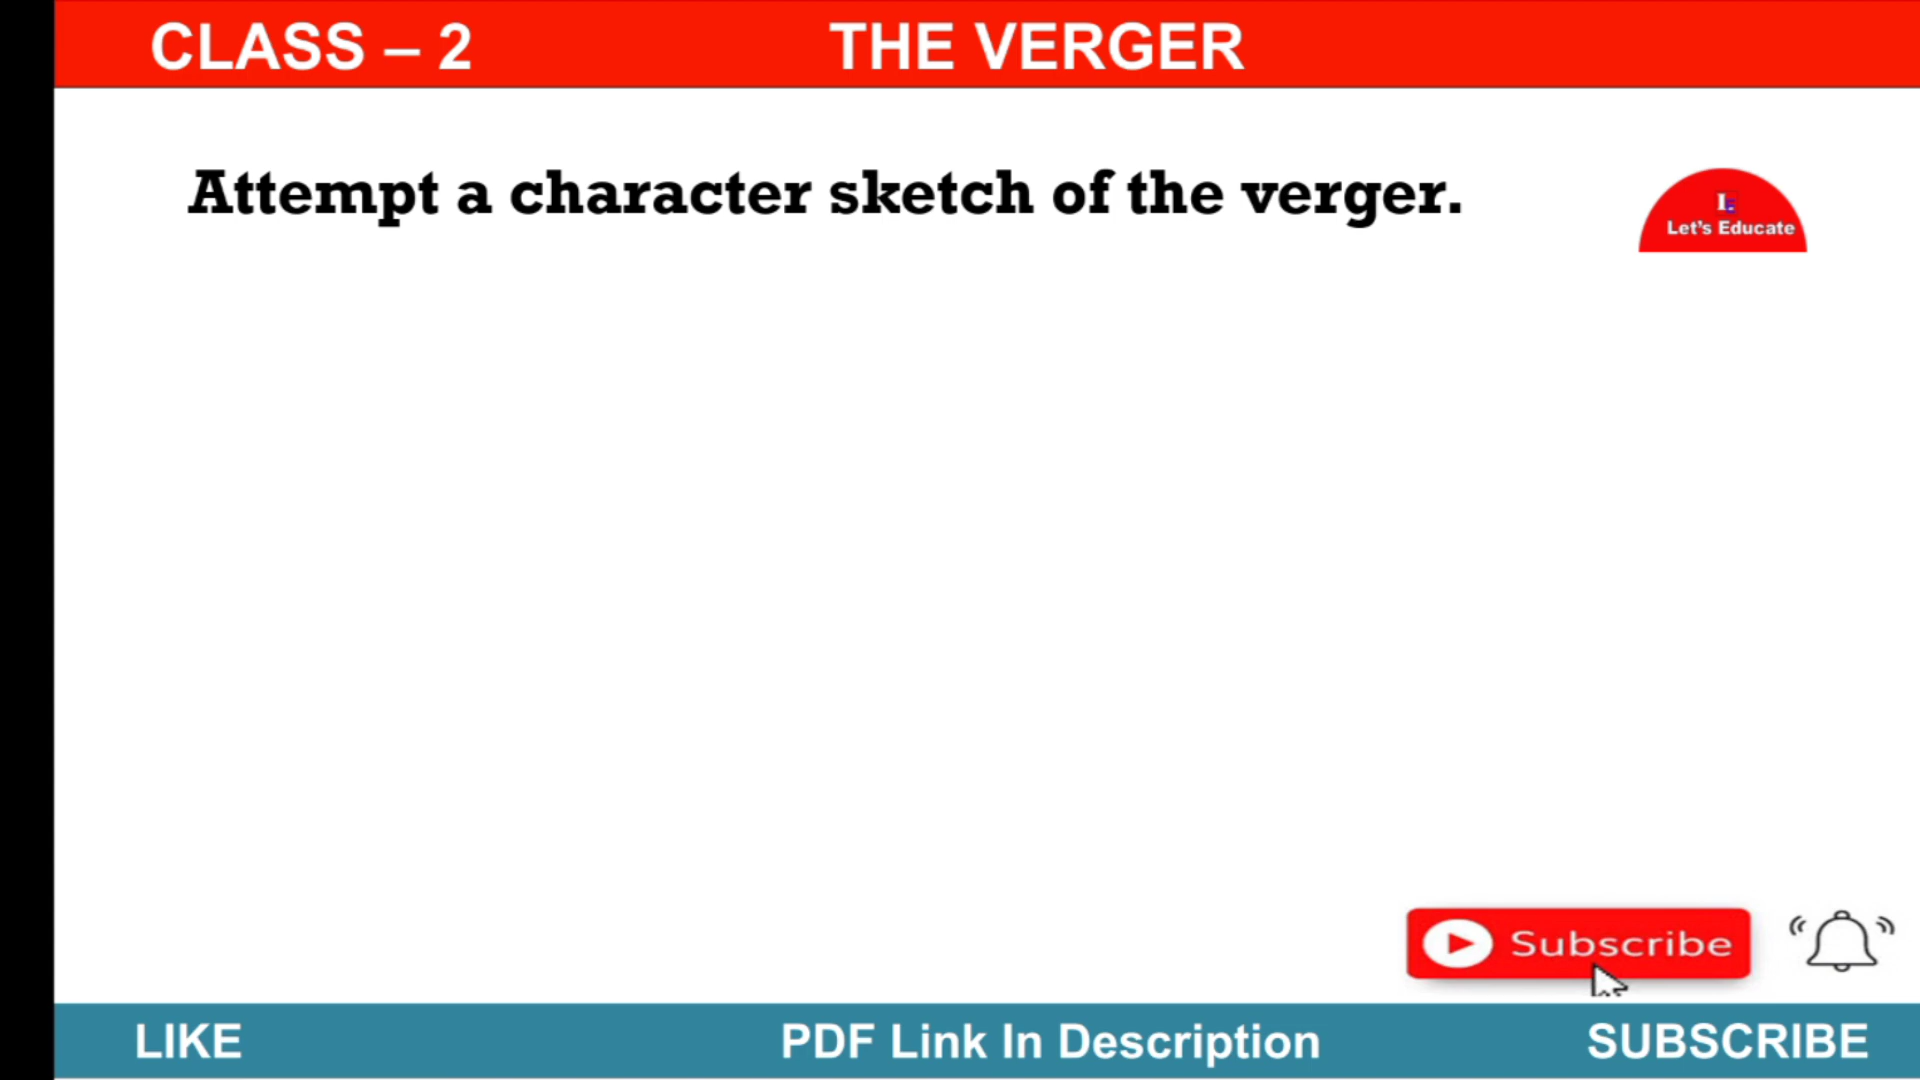 CLASS – 2 THE VERGER
Attempt a character sketch of the verger.
LE
Let's Educate
Subscribe
LIKE PDF Link In Description SUBSCRIBE